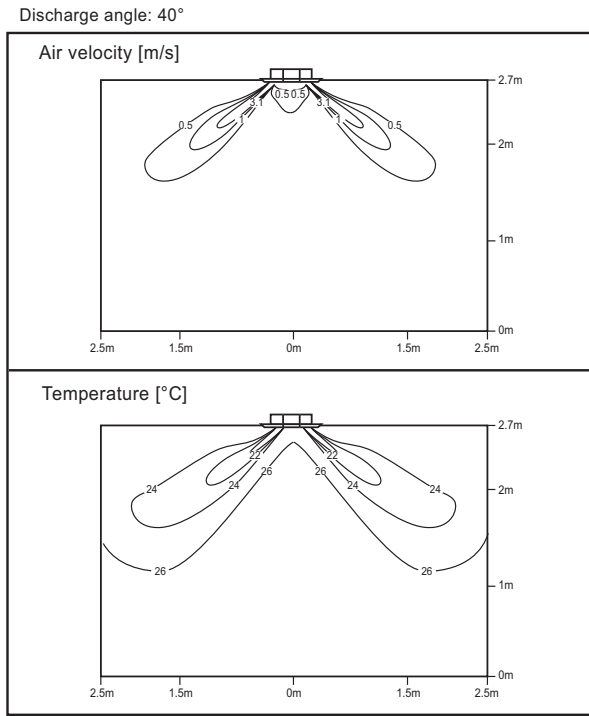 Discharge angle: 40°
Air velocity [m/s]
2.7m
0.5 0.5
3.1 3.1
0.5 1 1 0.5
2m
1m
0m
2.5m 1.5m 0m 1.5m 2.5m
Temperature [°C]
2.7m
22 22
26 26
24 24 24 24
2m
26 26
1m
0m
2.5m 1.5m 0m 1.5m 2.5m